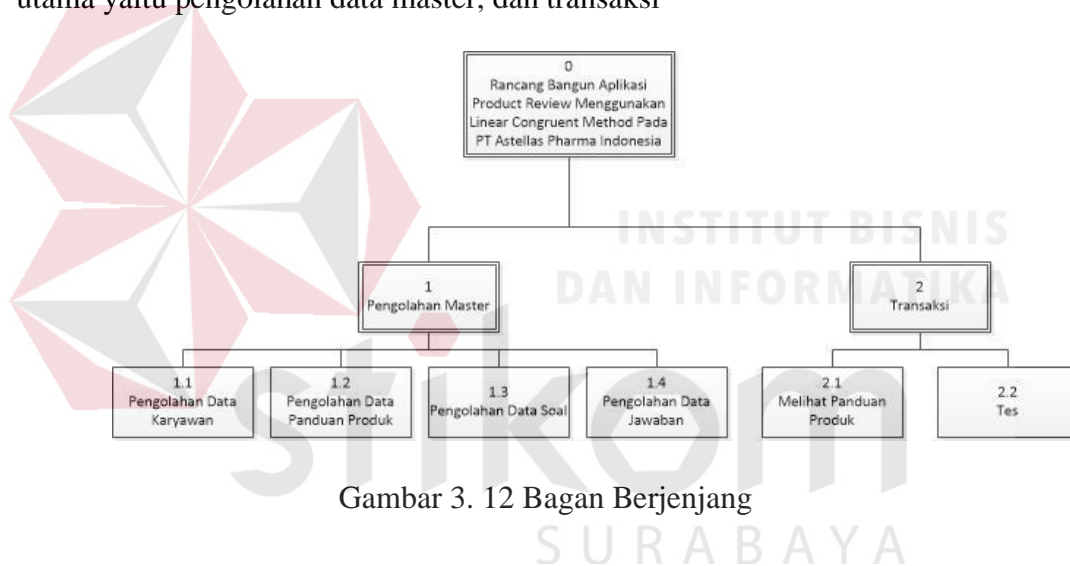 utama yaitu pengolahan data master, dan transaksi
0
Rancang Bangun Aplikasi
Product Review Menggunakan
Linear Congruent Method Pada
PT Astellas Pharma Indonesia
INSTITUT BISNIS
DAN INFORMATIKA
1
Pengolahan Master
2
Transaksi
1.1
Pengolahan Data
Karyawan
1.2
Pengolahan Data
Panduan Produk
1.3
Pengolahan Data Soal
1.4
Pengolahan Data
Jawaban
2.1
Melihat Panduan
Produk
2.2
Tes
stikom
Gambar 3. 12 Bagan Berjenjang
SURABAYA